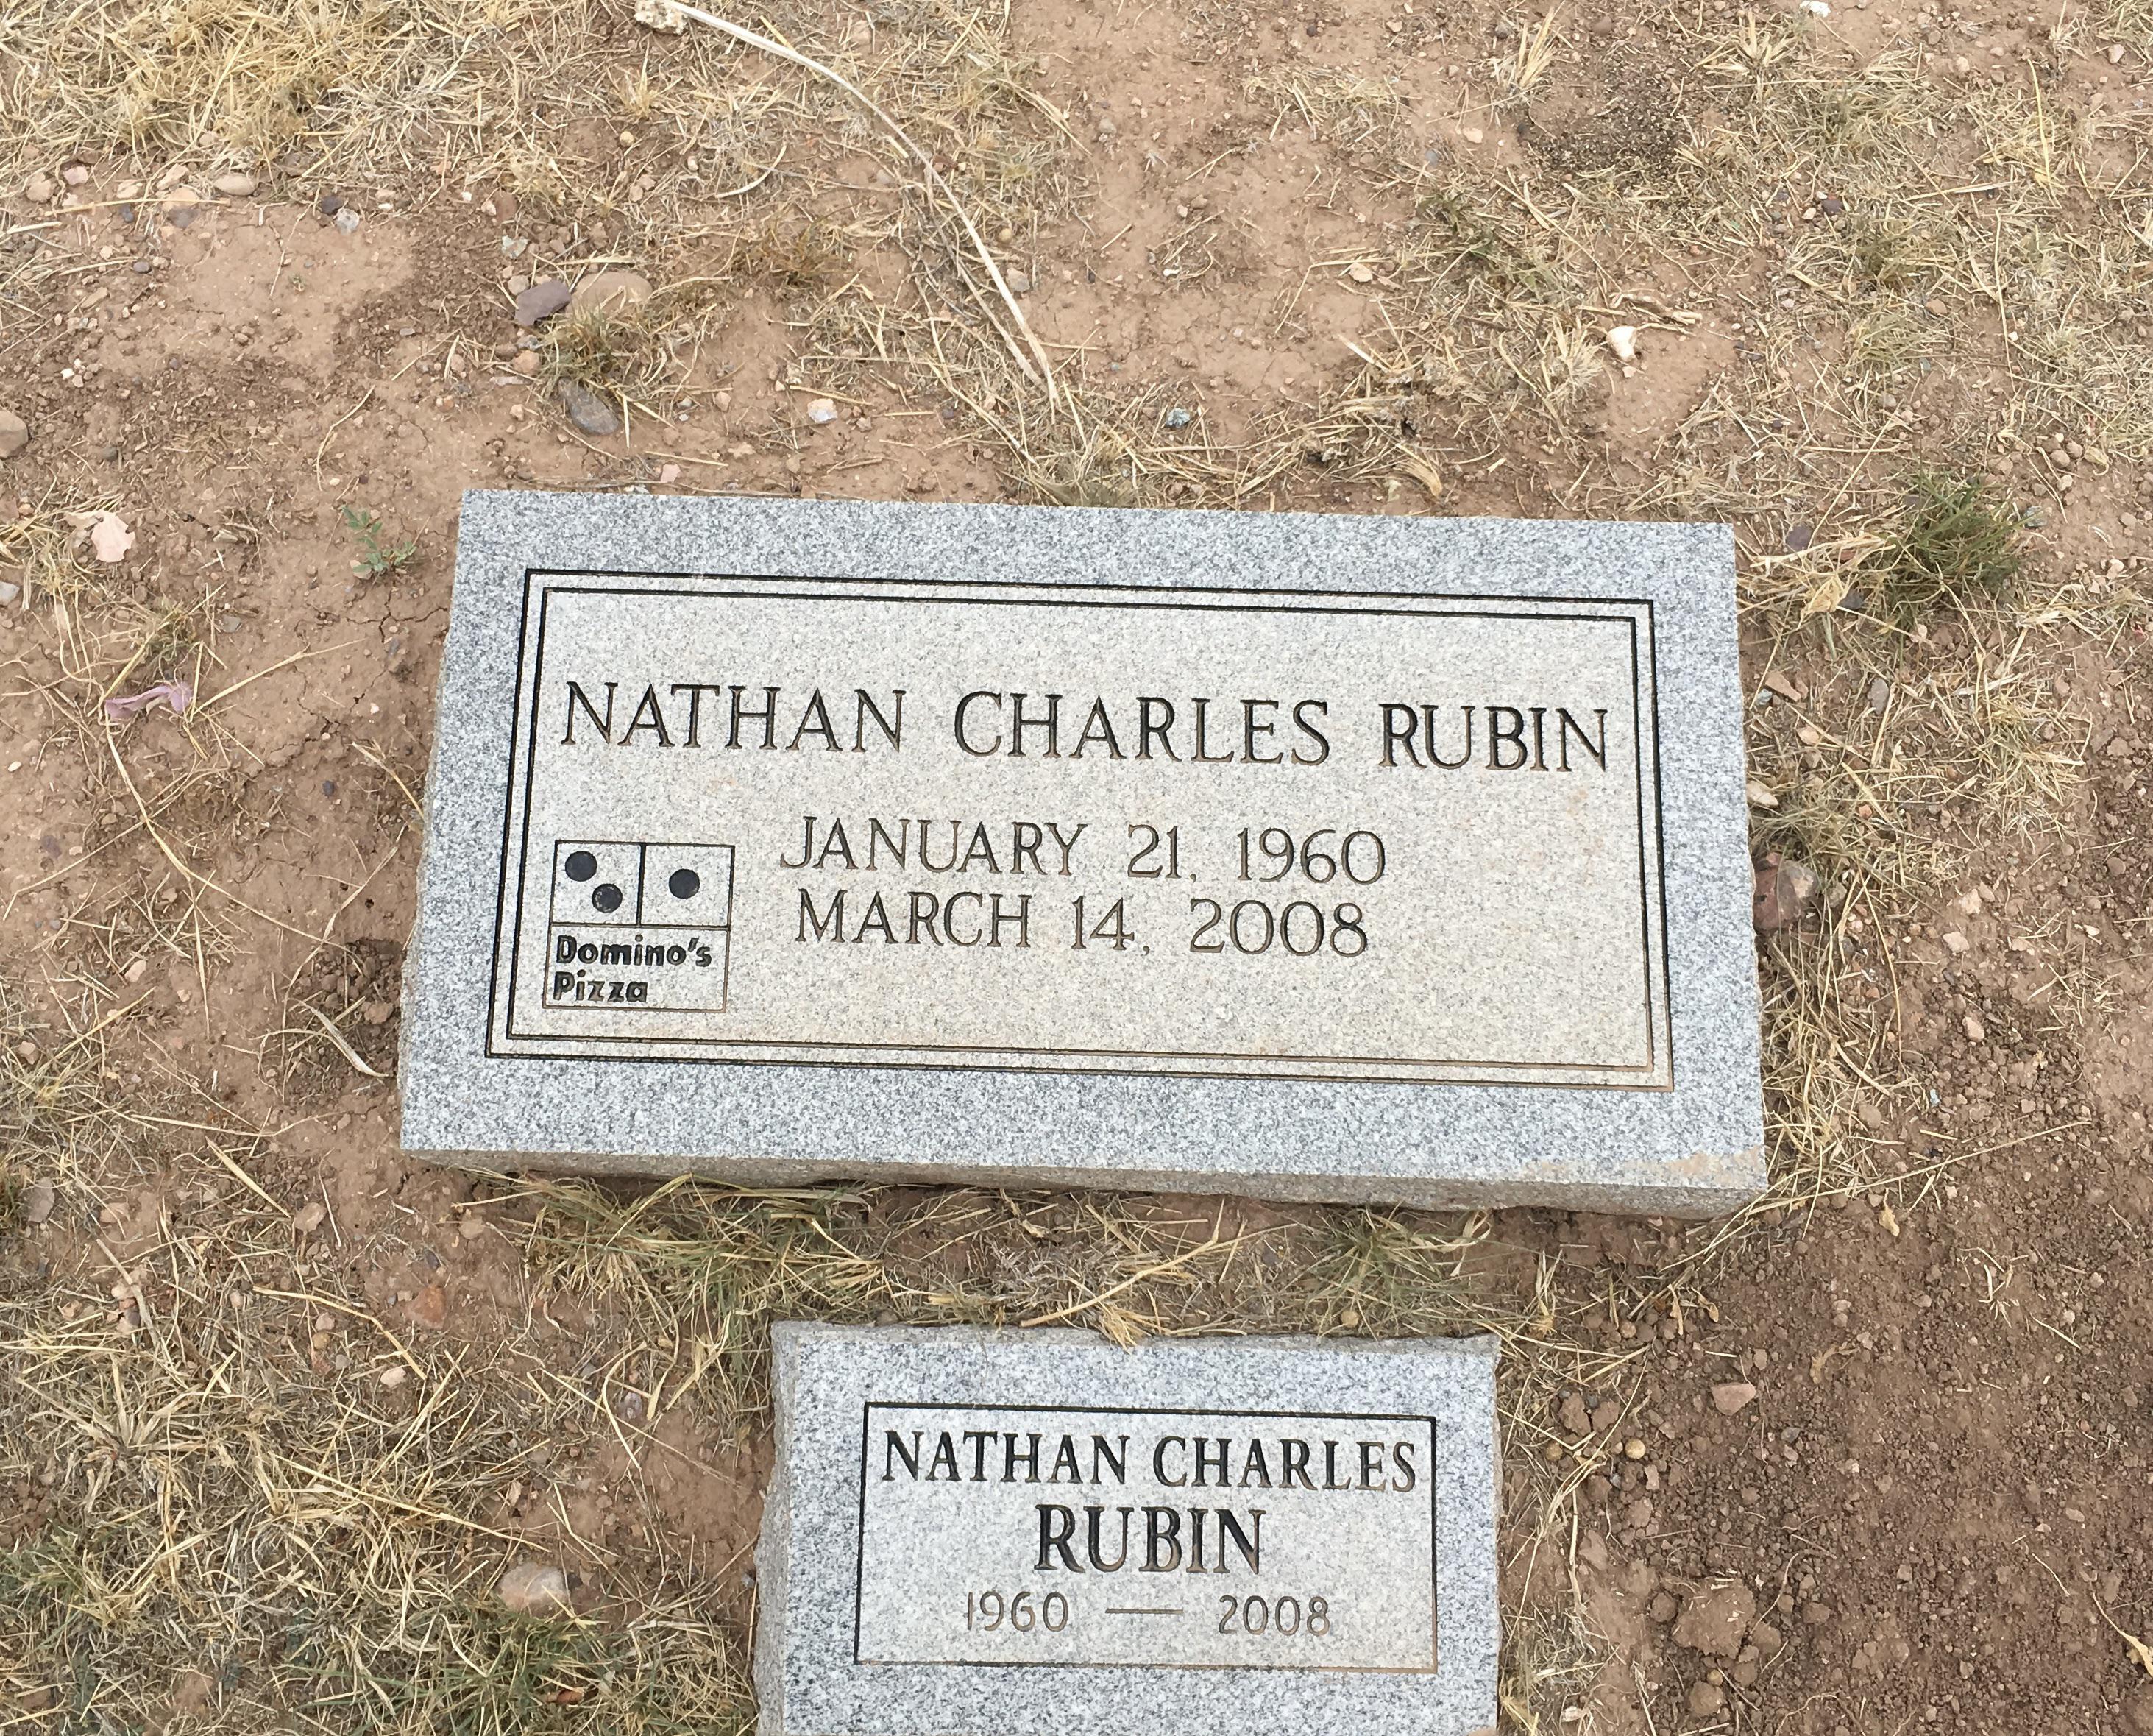 NATHAN CHARLES RUBIN
JANUARY 21, 1960
MARCH 14, 2008
Domino's
Pizza
NATHAN CHARLES
RUBIN
1960 — 2008